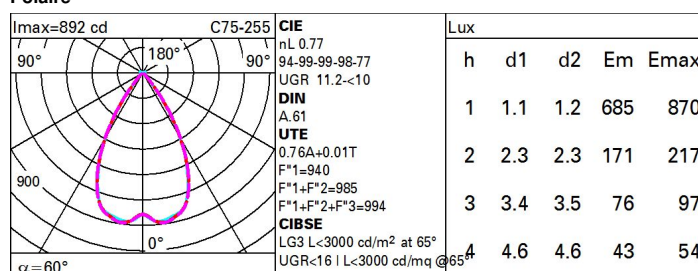 Imax=892 cd C75-255
90° 180° 90°
900
0°
α=60°
CIE
nL 0.77
94-99-99-98-77
UGR 11.2-<10
DIN
A.61
UTE
0.76A+0.01T
F"1=940
F"1+F"2=985
F"1+F"2+F"3=994
CIBSE
LG3 L<3000 cd/m² at 65°
UGR<16 | L<3000 cd/mq @65°
Lux
h d1 d2 Em Emax
1 1.1 1.2 685 870
2 2.3 2.3 171 217
3 3.4 3.5 76 97
4 4.6 4.6 43 54